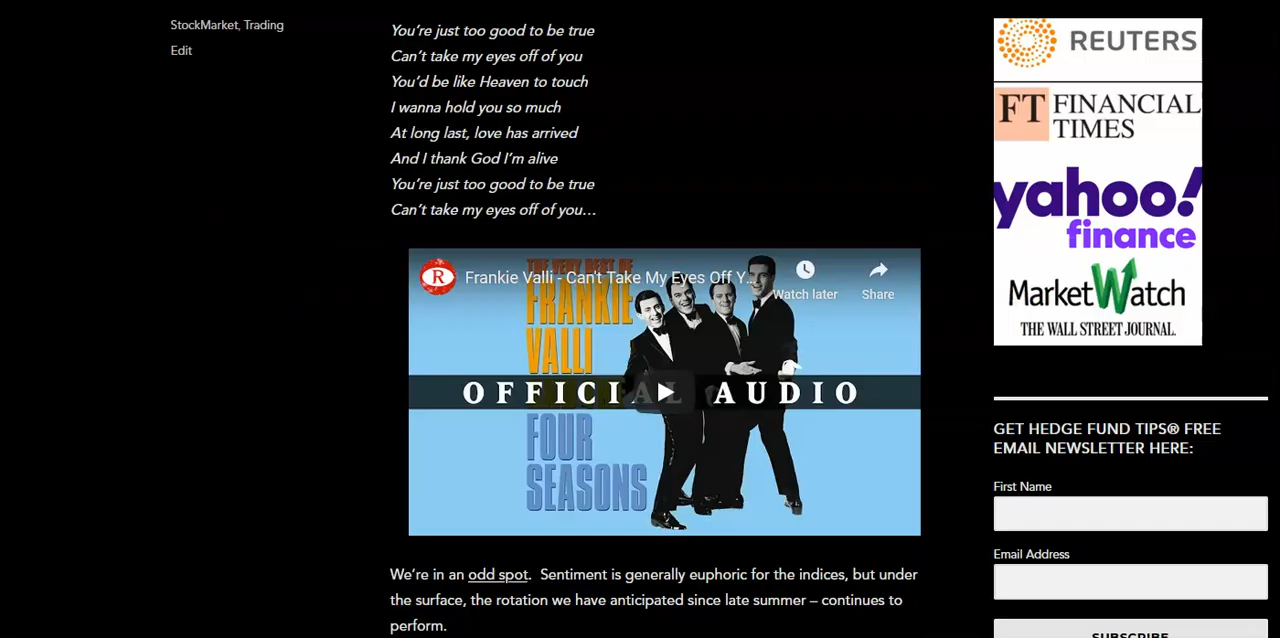 StockMarket, Trading
Edit
You're just too good to be true
Can't take my eyes off of you
You'd be like Heaven to touch
I wanna hold you so much
At long last, love has arrived
And I thank God I'm alive
You're just too good to be true
Can't take my eyes off of you…
THE VERY BEST OF
R
Frankie Valli - Can't Take My Eyes Off Y...
Watch later
Share
FRANKIE
VALLI
OFFICIAL AUDIO
FOUR
SEASONS
We're in an odd spot.  Sentiment is generally euphoric for the indices, but under
the surface, the rotation we have anticipated since late summer – continues to
perform.
REUTERS
FT FINANCIAL
TIMES
yahoo!
finance
MarketWatch
THE WALL STREET JOURNAL.
GET HEDGE FUND TIPS® FREE
EMAIL NEWSLETTER HERE:
First Name
Email Address
SUBSCRIBE